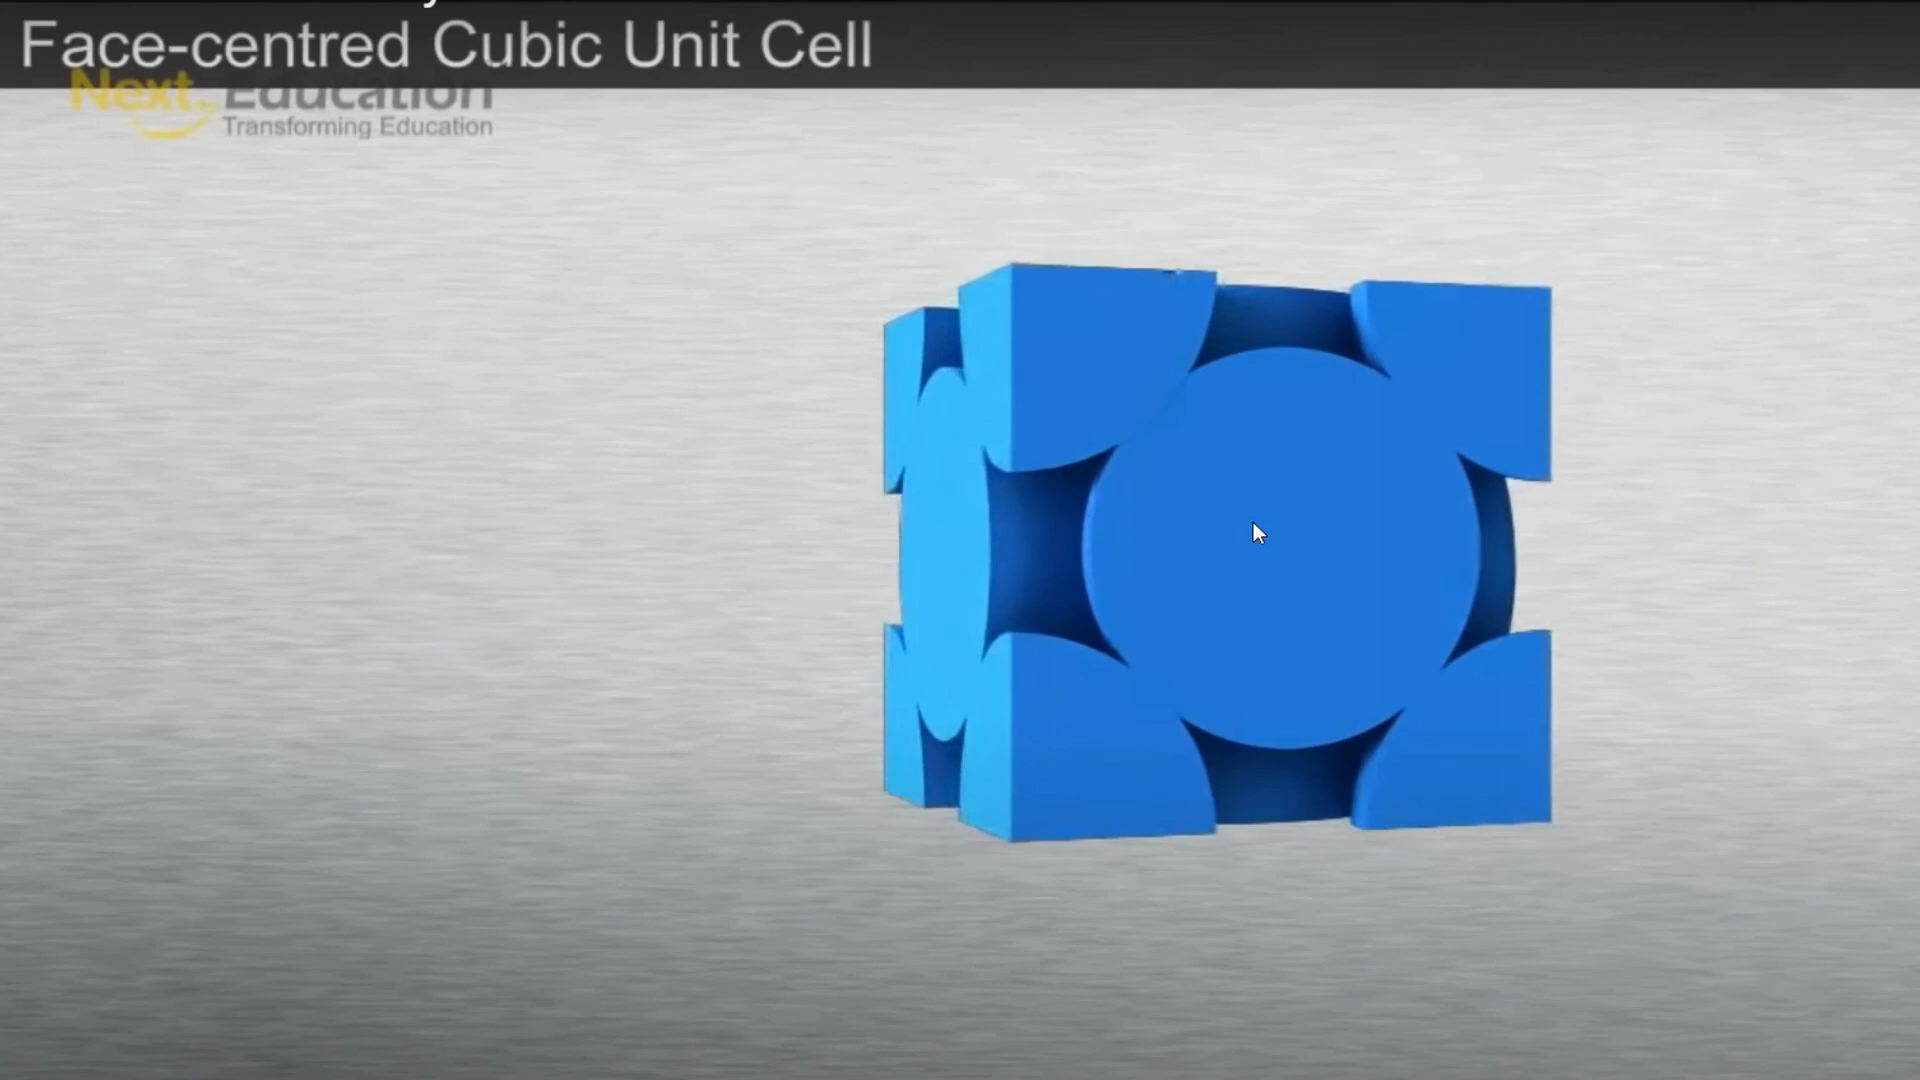 Face-centred Cubic Unit Cell
Next Education
Transforming Education